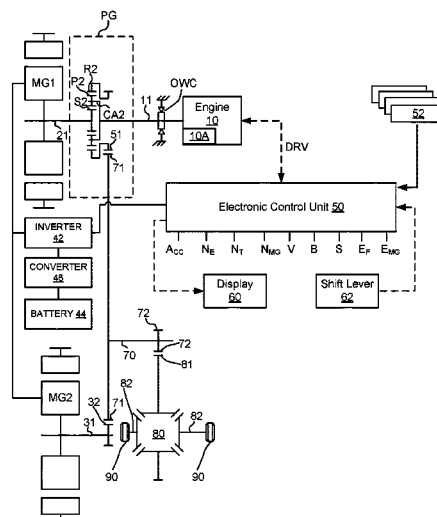 PG
R2
P2
S2
CA2
MG1
21
11
OWC
Engine
10
10A
DRV
51
71
52
Electronic Control Unit 50
ACC NE NT NMG V B S EF EMG
INVERTER
42
CONVERTER
48
BATTERY 44
Display
60
Shift Lever
62
72
72
70
81
MG2
71
32
31
82
80
82
90
90